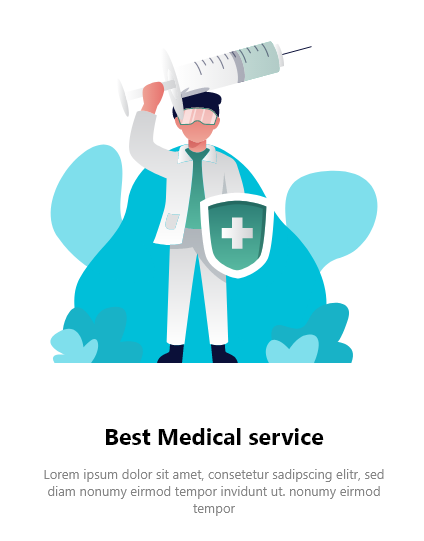 Best Medical service
Lorem ipsum dolor sit amet, consetetur sadipscing elitr, sed
diam nonumy eirmod tempor invidunt ut. nonumy eirmod
tempor